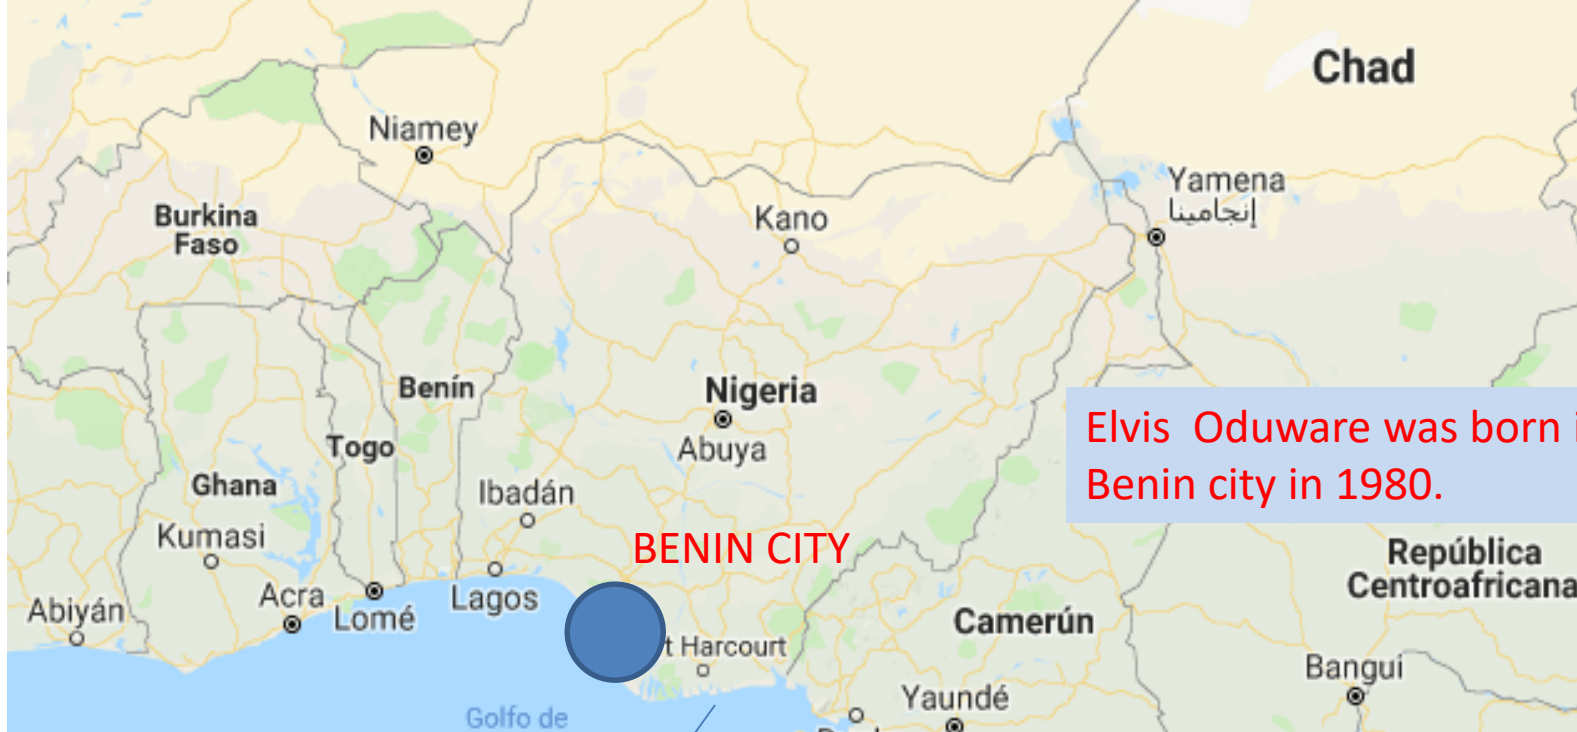 Chad
Niamey
Yamena
إنجامينا
Burkina
Faso
Kano
Benín
Nigeria
Abuya
Elvis Oduware was born
Benin city in 1980.
Togo
Ghana
Ibadán
Kumasi
BENIN CITY
República
Centroafricana
Acra
Lomé
Lagos
Abiyán
Camerún
t Harcourt
Bangui
Yaundé
Golfo de